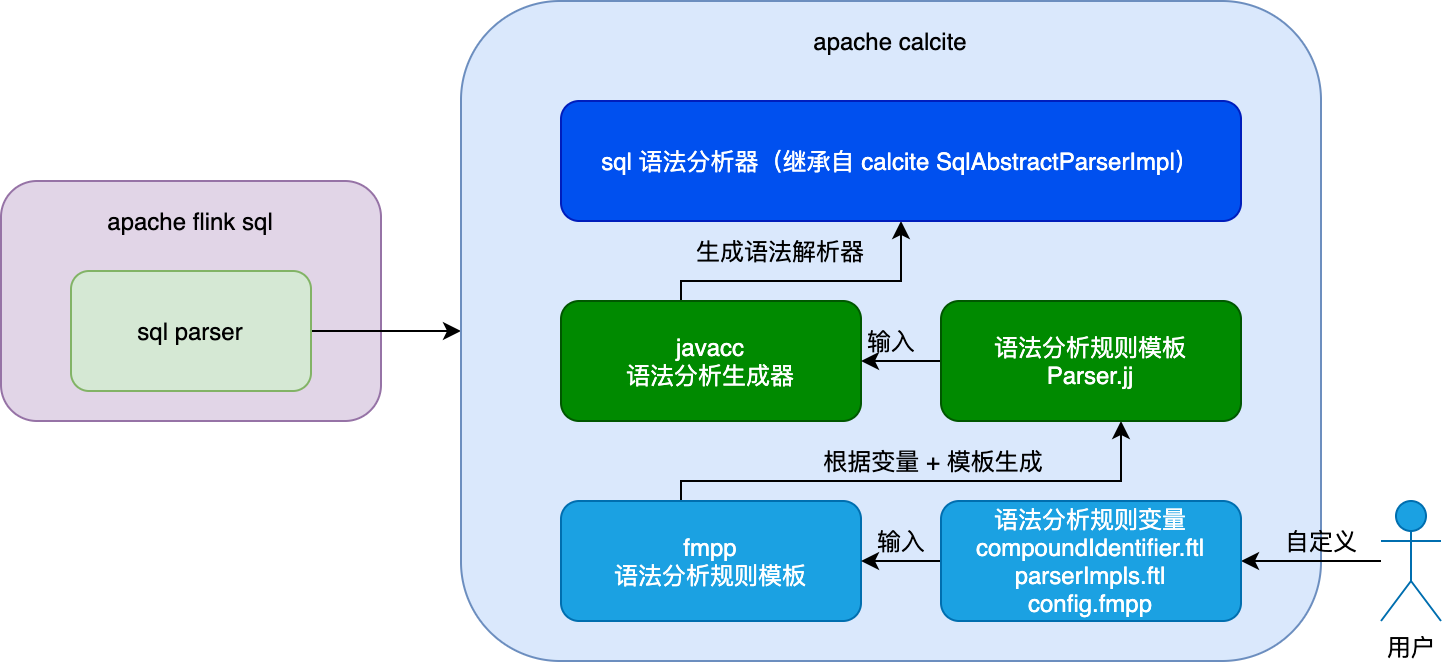 apache calcite
sql 语法分析器（继承自 calcite SqlAbstractParserImpl）
apache flink sql
生成语法解析器
sql parser
javacc
语法分析生成器
输入
语法分析规则模板
Parser.jj
根据变量 + 模板生成
fmpp
语法分析规则模板
输入
语法分析规则变量
compoundIdentifier.ftl
parserImpls.ftl
config.fmpp
自定义
用户